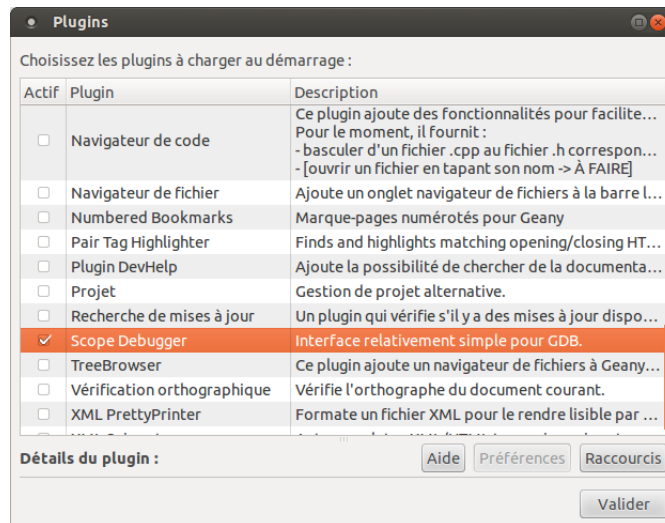 Plugins
Choisissez les plugins à charger au démarrage :
Actif Plugin Description
Navigateur de code
Ce plugin ajoute des fonctionnalités pour facilite...
Pour le moment, il fournit :
- basculer d'un fichier .cpp au fichier .h correspon...
- [ouvrir un fichier en tapant son nom -> À FAIRE]
Navigateur de fichier Ajoute un onglet navigateur de fichiers à la barre l...
Numbered Bookmarks Marque-pages numérotés pour Geany
Pair Tag Highlighter Finds and highlights matching opening/closing HT...
Plugin DevHelp Ajoute la possibilité de chercher de la documenta...
Projet Gestion de projet alternative.
Recherche de mises à jour Un plugin qui vérifie s'il y a des mises à jour dispo...
Scope Debugger Interface relativement simple pour GDB.
TreeBrowser Ce plugin ajoute un navigateur de fichiers à Geany...
Vérification orthographique Vérifie l'orthographe du document courant.
XML PrettyPrinter Formate un fichier XML pour le rendre lisible par ...
Détails du plugin : Aide Préférences Raccourcis
Valider